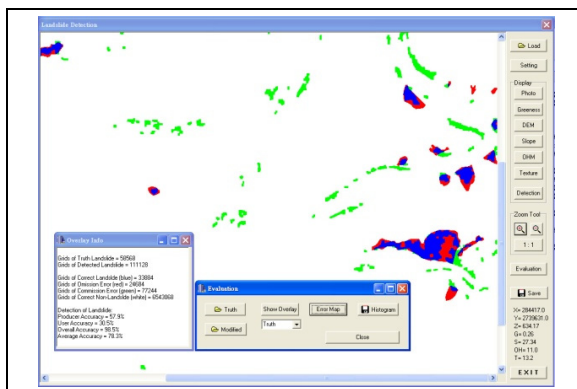 Landslide Detection
Load
Setting
Display
Photo
Greeness
DEM
Slope
OHM
Texture
Detection
Zoom Tool
1 : 1
Evaluation
Save
X= 284417.0
Y= 2739631.0
Z= 634.17
G= 0.26
S= 27.34
OH= 11.0
T= 13.2
EXIT
Overlay Info
Grids of Truth Landslide = 58568
Grids of Detected Landslide = 111128
Grids of Correct Landslide (blue) = 33884
Grids of Omission Error (red) = 24684
Grids of Commission Error (green) = 77244
Grids of Correct Non-Landslide (white) = 6543868
Detection of Landslide:
Producer Accuracy = 57.9%
User Accuracy = 30.5%
Overall Accuracy = 98.5%
Average Accuracy = 78.3%
Evaluation
Truth
Show Overlay
Error Map
Histogram
Modified
Truth
Close